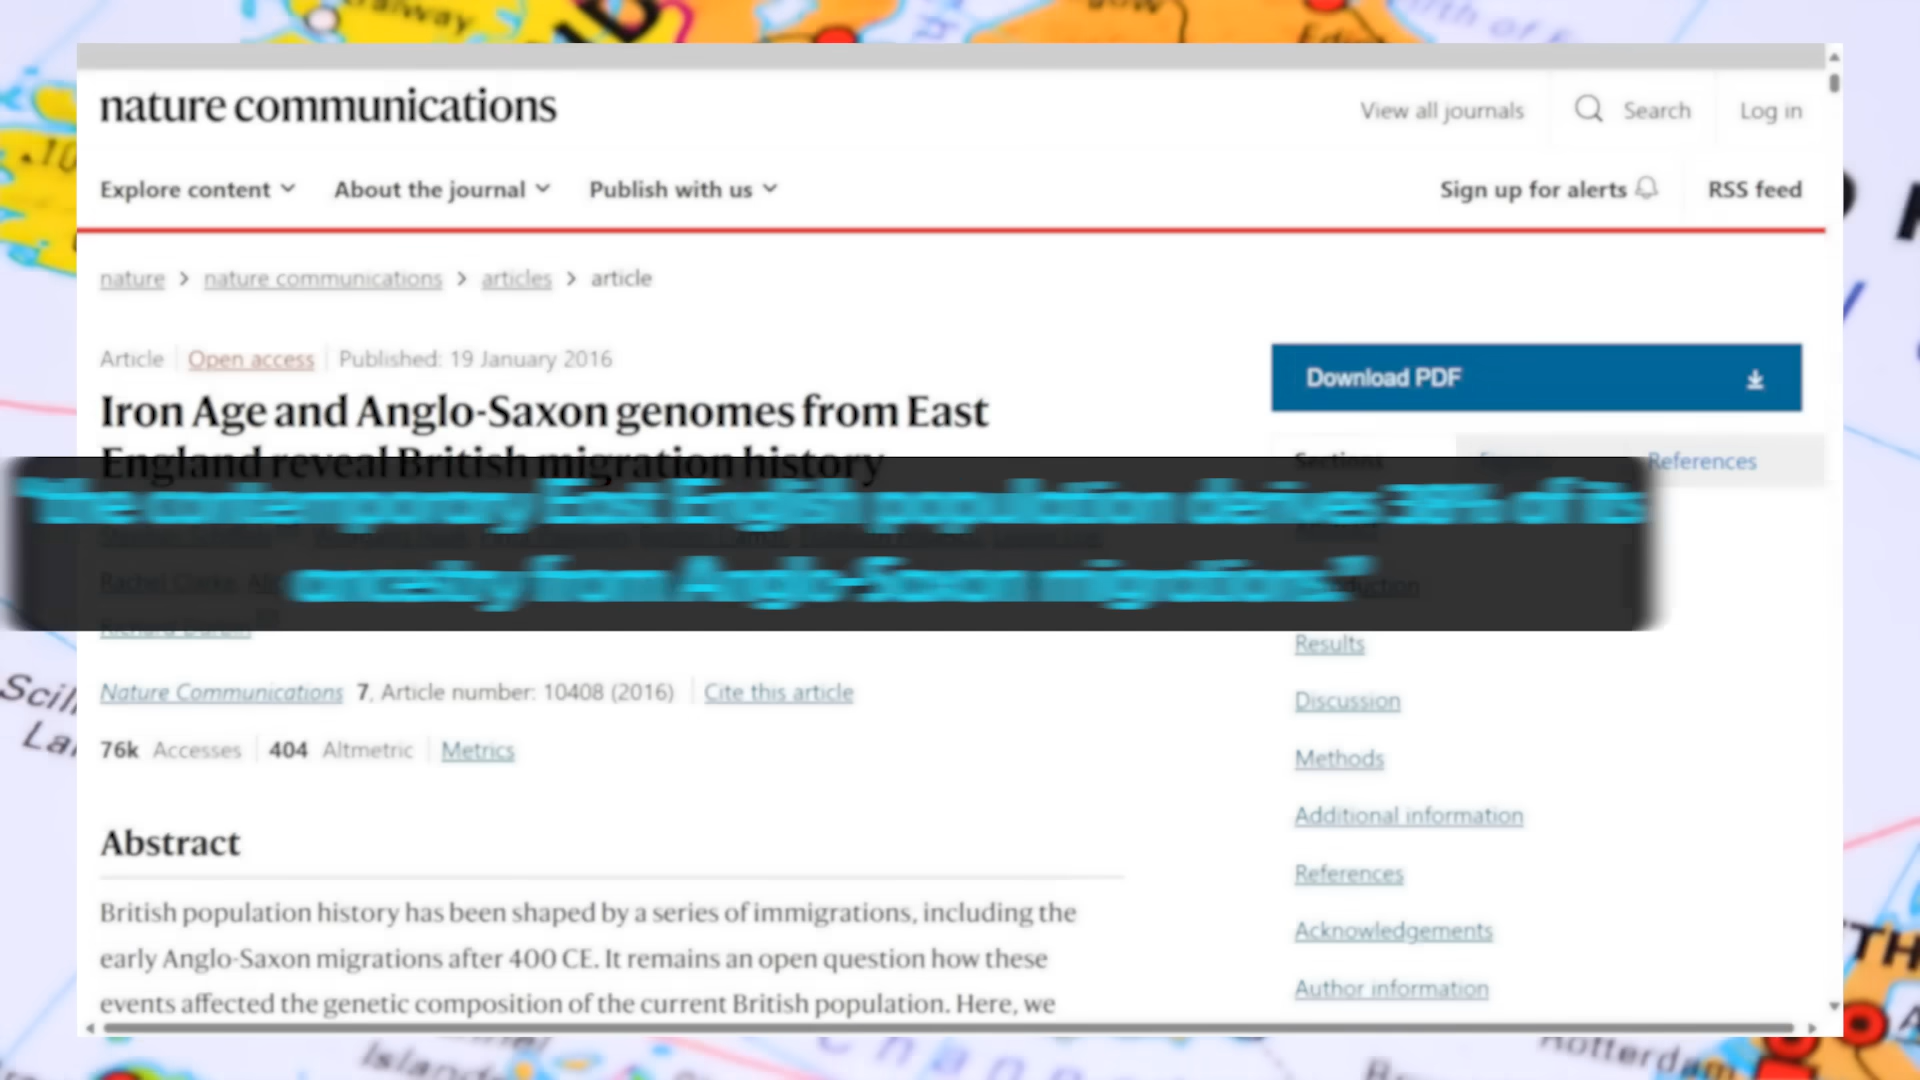 nature communications
View all journals
Search
Log in
Explore content
About the journal
Publish with us
Sign up for alerts
RSS feed
nature > nature communications > articles > article
Article
Open access
Published: 19 January 2016
Download PDF
Iron Age and Anglo-Saxon genomes from East
England reveal British migration history
Sections
References
"the contemporary East English population derives 38% of its
ancestry from Anglo-Saxon migrations."
Rachel Clarke,
Results
Nature Communications 7, Article number: 10408 (2016)
Cite this article
Discussion
76k Accesses
404 Altmetric
Metrics
Methods
Additional information
Abstract
References
British population history has been shaped by a series of immigrations, including the
Acknowledgements
early Anglo-Saxon migrations after 400 CE. It remains an open question how these
Author information
events affected the genetic composition of the current British population. Here, we
Rotterdam